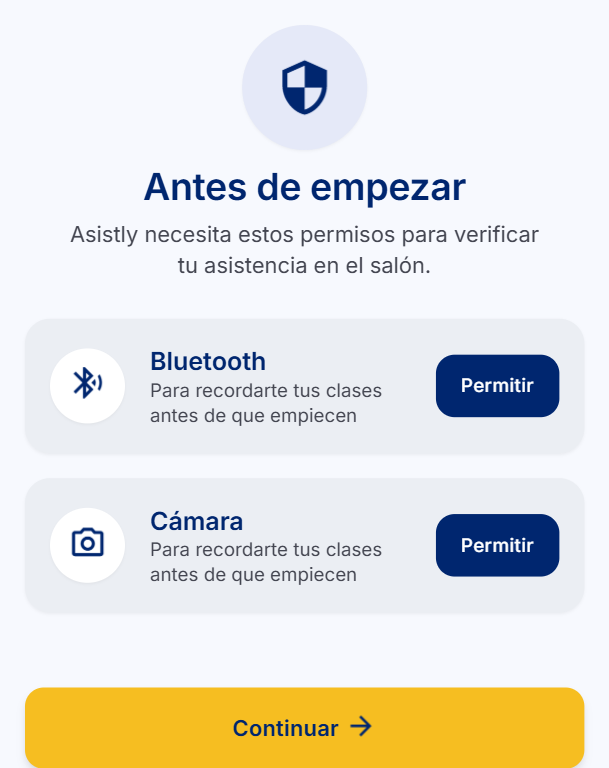 Antes de empezar
Asistly necesita estos permisos para verificar
tu asistencia en el salón.
Bluetooth
Para recordarte tus clases
antes de que empiecen
Permitir
Cámara
Para recordarte tus clases
antes de que empiecen
Permitir
Continuar →